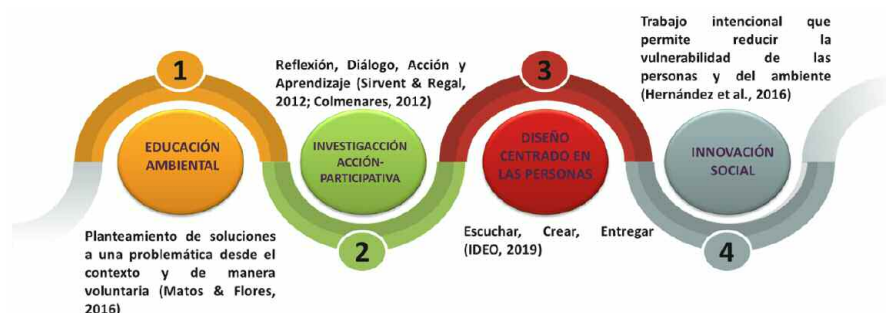 1
EDUCACIÓN
AMBIENTAL
Planteamiento de soluciones
a una problemática desde el
contexto y de manera
voluntaria (Matos & Flores,
2016)
Reflexión, Diálogo, Acción y
Aprendizaje (Sirvent & Regal,
2012; Colmenares, 2012)
INVESTIGACCIÓN
ACCIÓN-
PARTICIPATIVA
2
3
DISEÑO
CENTRADO EN
LAS PERSONAS
Escuchar, Crear, Entregar
(IDEO, 2019)
Trabajo intencional que
permite reducir la
vulnerabilidad de las
personas y del ambiente
(Hernández et al., 2016)
INNOVACIÓN
SOCIAL
4